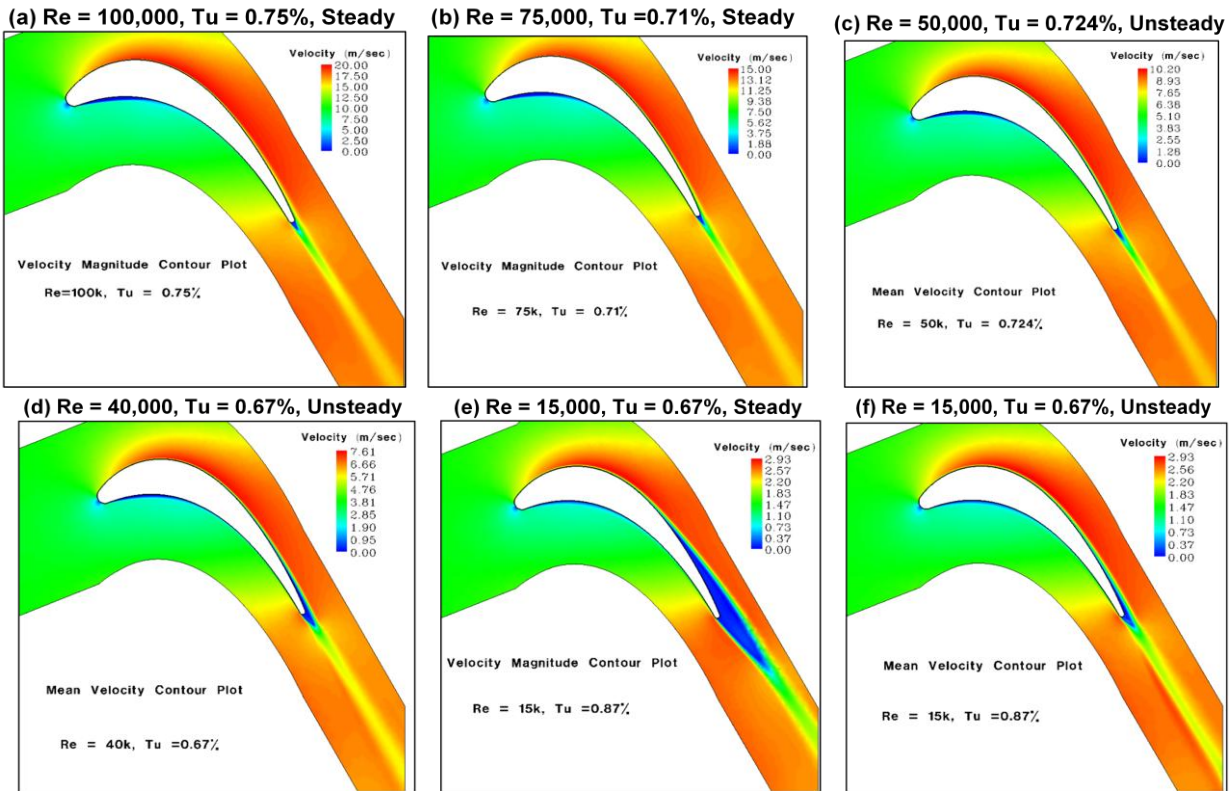 (a) Re = 100,000, Tu = 0.75%, Steady
Velocity (m/sec)
20.00
17.50
15.00
12.50
10.00
7.50
5.00
2.50
0.00
Velocity Magnitude Contour Plot
Re=100k, Tu = 0.75%
(b) Re = 75,000, Tu =0.71%, Steady
Velocity (m/sec)
15.00
13.12
11.25
9.38
7.50
5.62
3.75
1.88
0.00
Velocity Magnitude Contour Plot
Re = 75k, Tu = 0.71%
(c) Re = 50,000, Tu = 0.724%, Unsteady
Velocity (m/sec)
10.20
8.93
7.65
6.38
5.10
3.83
2.55
1.28
0.00
Mean Velocity Contour Plot
Re = 50k, Tu = 0.724%
(d) Re = 40,000, Tu = 0.67%, Unsteady
Velocity (m/sec)
7.61
6.66
5.71
4.76
3.81
2.85
1.90
0.95
0.00
Mean Velocity Contour Plot
Re = 40k, Tu =0.67%
(e) Re = 15,000, Tu = 0.67%, Steady
Velocity (m/sec)
2.93
2.57
2.20
1.83
1.47
1.10
0.73
0.37
0.00
Velocity Magnitude Contour Plot
Re = 15k, Tu =0.87%
(f) Re = 15,000, Tu = 0.67%, Unsteady
Velocity (m/sec)
2.93
2.56
2.20
1.83
1.47
1.10
0.73
0.37
0.00
Mean Velocity Contour Plot
Re = 15k, Tu =0.87%